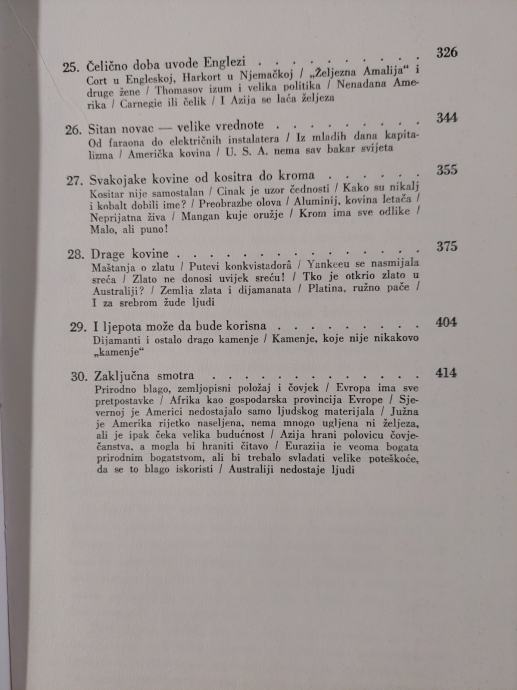 25. Čelično doba uvode Englezi . . . . . . . . . . 326
Cort u Engleskoj, Harkort u Njemačkoj / „Željezna Amalija“ i
druge žene / Thomasov izum i velika politika / Nenadana Ame-
rika / Carnegie ili čelik / I Azija se laća željeza
26. Sitan novac — velike vrednote . . . . . . . . . 344
Od faraona do električnih instalatera / Iz mladih dana kapita-
lizma / Američka kovina / U. S. A. nema sav bakar svijeta
27. Svakojake kovine od kositra do kroma . . . . . . 355
Kositar nije samostalan / Cinak je uzor čednosti / Kako su nikalj
i kobalt dobili ime? / Preobrazbe olova / Aluminij, kovina letača /
Neprijatna živa / Mangan kuje oružje / Krom ima sve odlike /
Malo, ali puno!
28. Drage kovine . . . . . . . . . . . . . . . 375
Maštanja o zlatu / Putevi konkvistadorâ / Yankeeu se nasmijala
sreća / Zlato ne donosi uvijek sreću! / Tko je otkrio zlato u
Australiji? / Zemlja zlata i dijamanata / Platina, ružno pače /
I za srebrom žude ljudi
29. I ljepota može da bude korisna . . . . . . . . . 404
Dijamanti i ostalo drago kamenje / Kamenje, koje nije nikakovo
„kamenje“
30. Zaključna smotra . . . . . . . . . . . . . 414
Prirodno blago, zemljopisni položaj i čovjek / Evropa ima sve
pretpostavke / Afrika kao gospodarska provincija Evrope / Sje-
vernoj je Americi nedostajalo samo ljudskog materijala / Južna
je Amerika rijetko naseljena, nema mnogo ugljena ni željeza,
ali je ipak čeka velika budućnost / Azija hrani polovicu čovje-
čanstva, a mogla bi hraniti čitavo / Eurazija je veoma bogata
prirodnim bogatstvom, ali bi trebalo svladati velike poteškoće,
da se to blago iskoristi / Australiji nedostaje ljudi